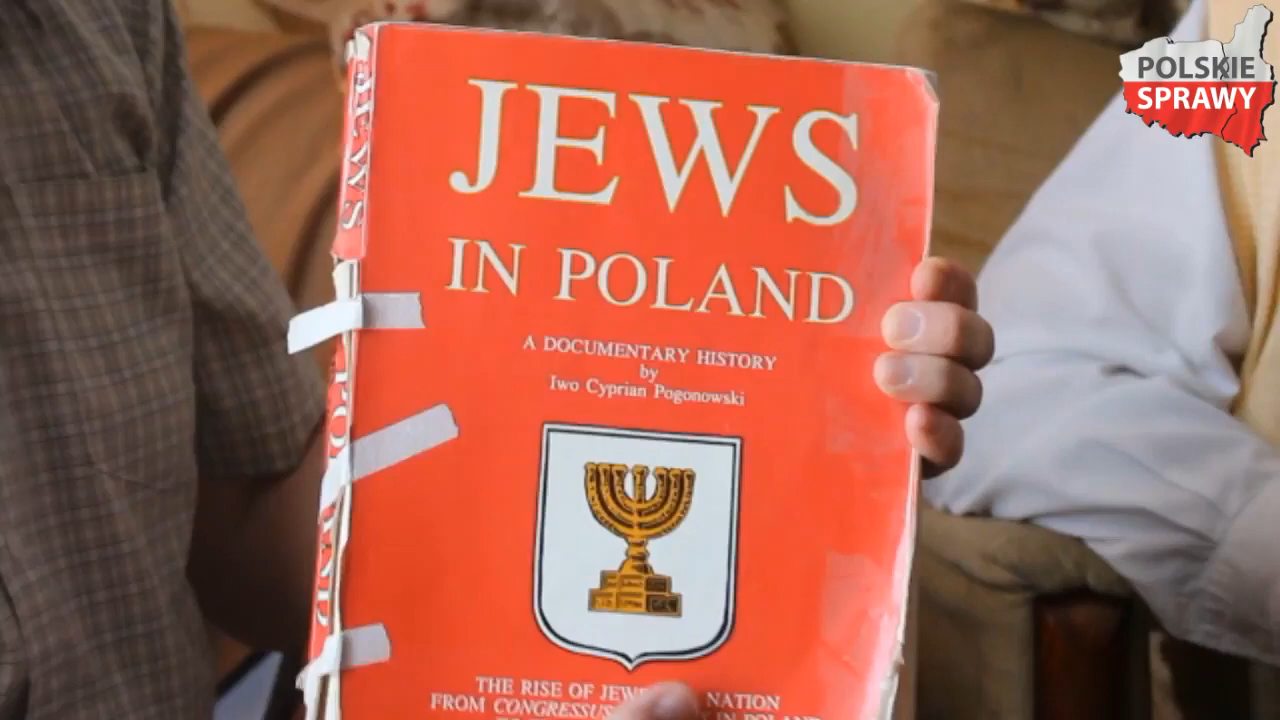 POLSKIE
SPRAWY
JEWS
IN POLAND
A DOCUMENTARY HISTORY
by
Iwo Cyprian Pogonowski
THE RISE OF NATION
FROM CONGRESSUS IN POLAND
JEWS